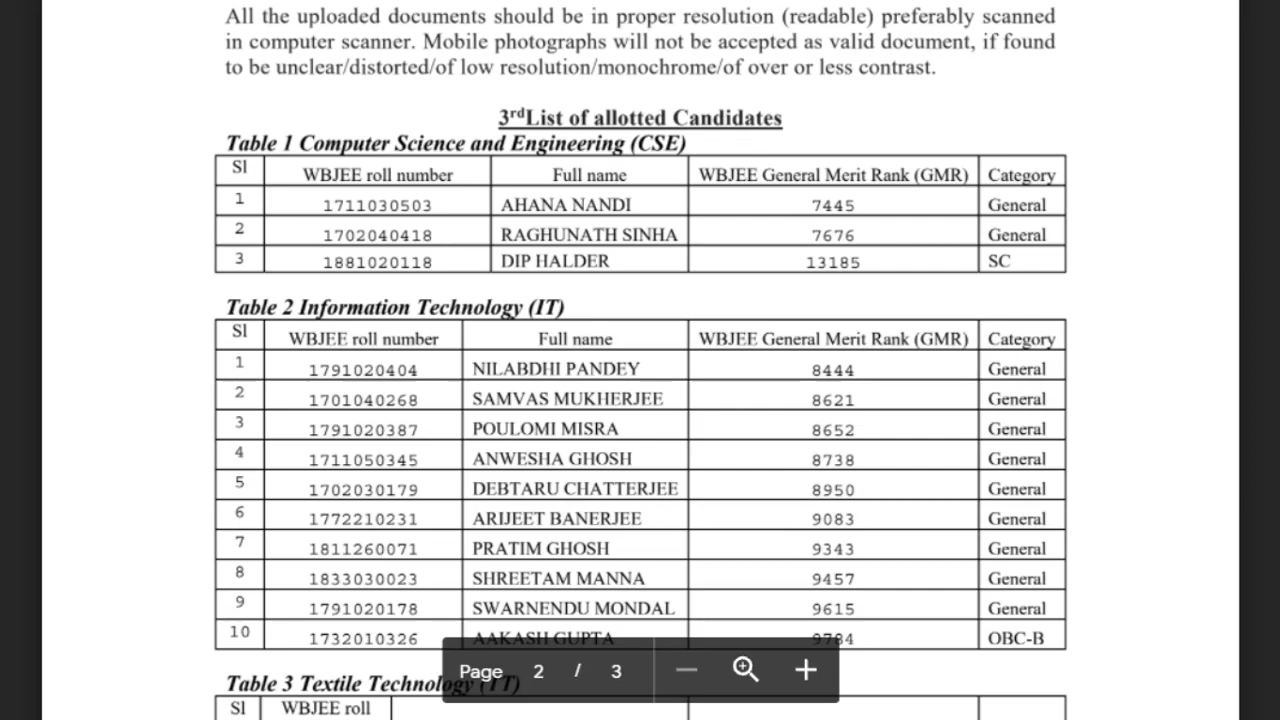 All the uploaded documents should be in proper resolution (readable) preferably scanned
in computer scanner. Mobile photographs will not be accepted as valid document, if found
to be unclear/distorted/of low resolution/monochrome/of over or less contrast.
3rdList of allotted Candidates
Table 1 Computer Science and Engineering (CSE)
Sl WBJEE roll number Full name WBJEE General Merit Rank (GMR) Category
1 1711030503 AHANA NANDI 7445 General
2 1702040418 RAGHUNATH SINHA 7676 General
3 1881020118 DIP HALDER 13185 SC
Table 2 Information Technology (IT)
Sl WBJEE roll number Full name WBJEE General Merit Rank (GMR) Category
1 1791020404 NILABDHI PANDEY 8444 General
2 1701040268 SAMVAS MUKHERJEE 8621 General
3 1791020387 POULOMI MISRA 8652 General
4 1711050345 ANWESHA GHOSH 8738 General
5 1702030179 DEBTARU CHATTERJEE 8950 General
6 1772210231 ARIJEET BANERJEE 9083 General
7 1811260071 PRATIM GHOSH 9343 General
8 1833030023 SHREETAM MANNA 9457 General
9 1791020178 SWARNENDU MONDAL 9615 General
10 1732010326 AAKASH GUPTA 9784 OBC-B
Page 2 / 3
Table 3 Textile Technology (TT)
Sl WBJEE roll